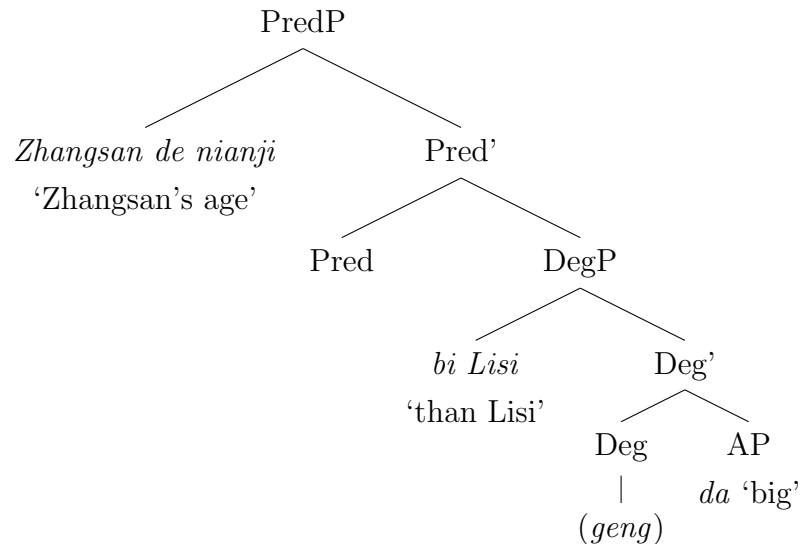 PredP
Zhangsan de nianji
‘Zhangsan’s age’
Pred’
Pred
DegP
bi Lisi
‘than Lisi’
Deg’
Deg
(geng)
AP
da ‘big’